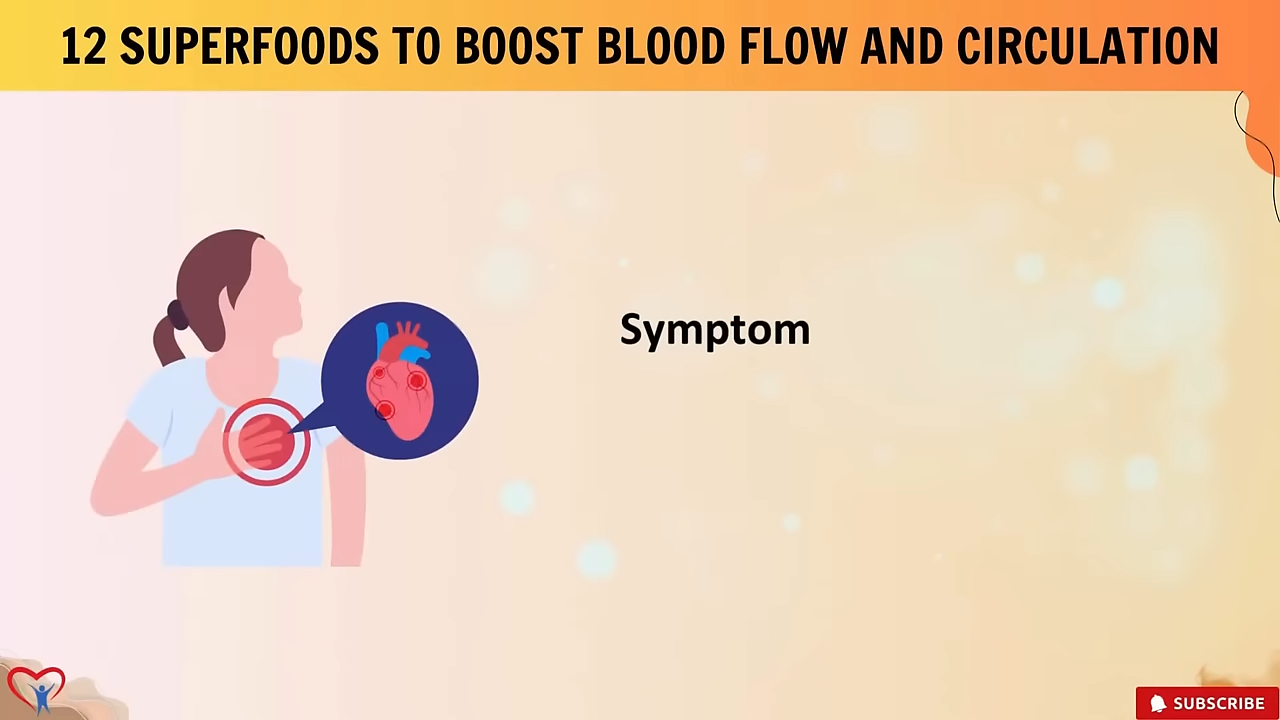 12 SUPERFOODS TO BOOST BLOOD FLOW AND CIRCULATION
Symptom
SUBSCRIBE